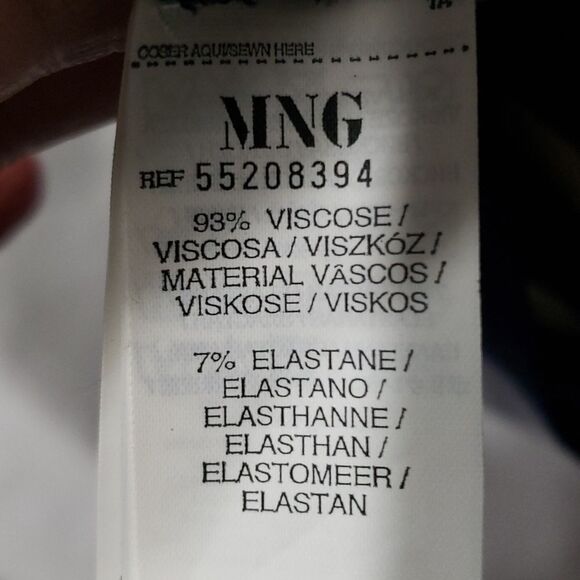 COSER AQUI/SEWN HERE
MNG
REF 55208394
93% VISCOSE /
VISCOSA / VISZKÓZ /
MATERIAL VÃSCOS /
VISKOSE / VISKOS
7% ELASTANE /
ELASTANO /
ELASTHANNE /
ELASTHAN /
ELASTOMEER /
ELASTAN